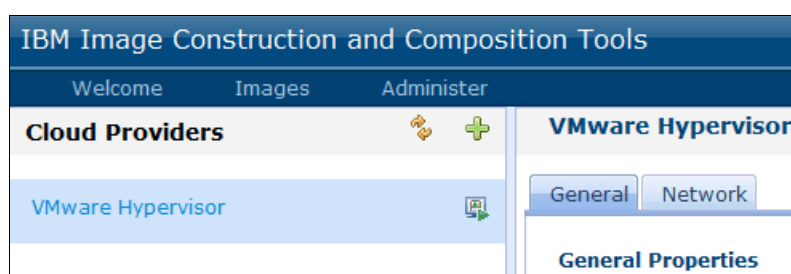 IBM Image Construction and Composition Tools
Welcome Images Administer
Cloud Providers
VMware Hypervisor
VMware Hypervisor
General Network
General Properties